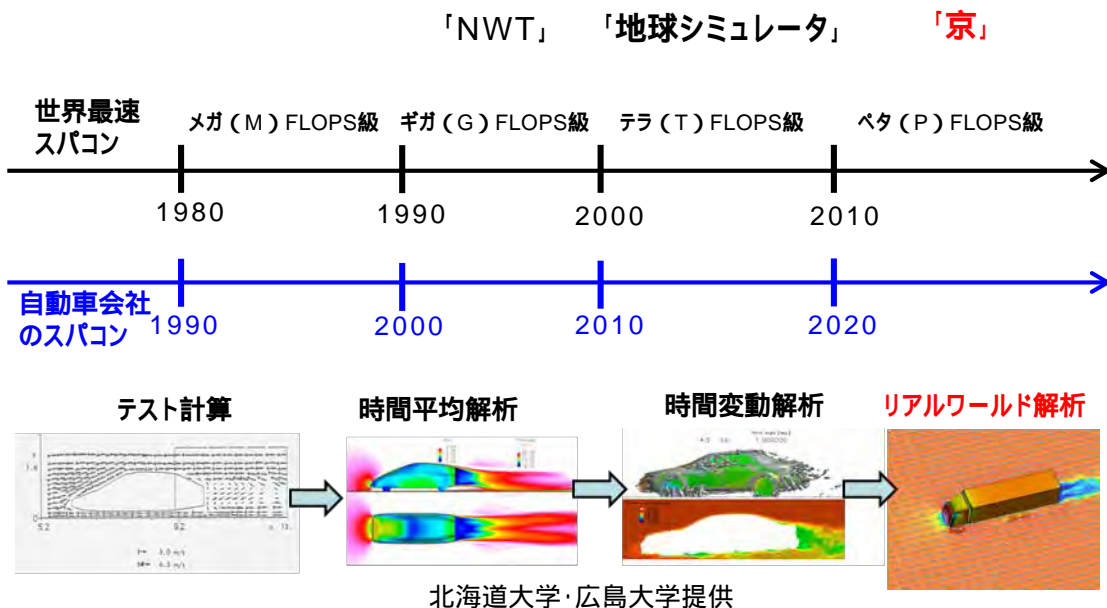 「NWT」 「地球シミュレータ」 「京」
世界最速
スパコン
メガ(M)FLOPS級 ギガ(G)FLOPS級 テラ(T)FLOPS級 ペタ(P)FLOPS級
1980 1990 2000 2010
自動車会社
のスパコン
1990 2000 2010 2020
テスト計算 時間平均解析 時間変動解析 リアルワールド解析
5.2 9.2
北海道大学·広島大学提供